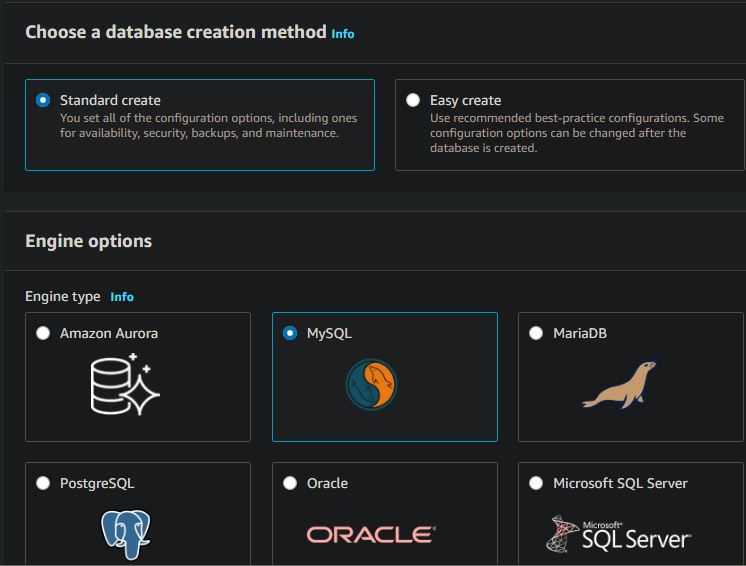 Choose a database creation method Info
Standard create
You set all of the configuration options, including ones
for availability, security, backups, and maintenance.
Easy create
Use recommended best-practice configurations. Some
configuration options can be changed after the
database is created.
Engine options
Engine type Info
Amazon Aurora
MySQL
MariaDB
PostgreSQL
Oracle
Microsoft SQL Server
ORACLE
Microsoft
SQL Server